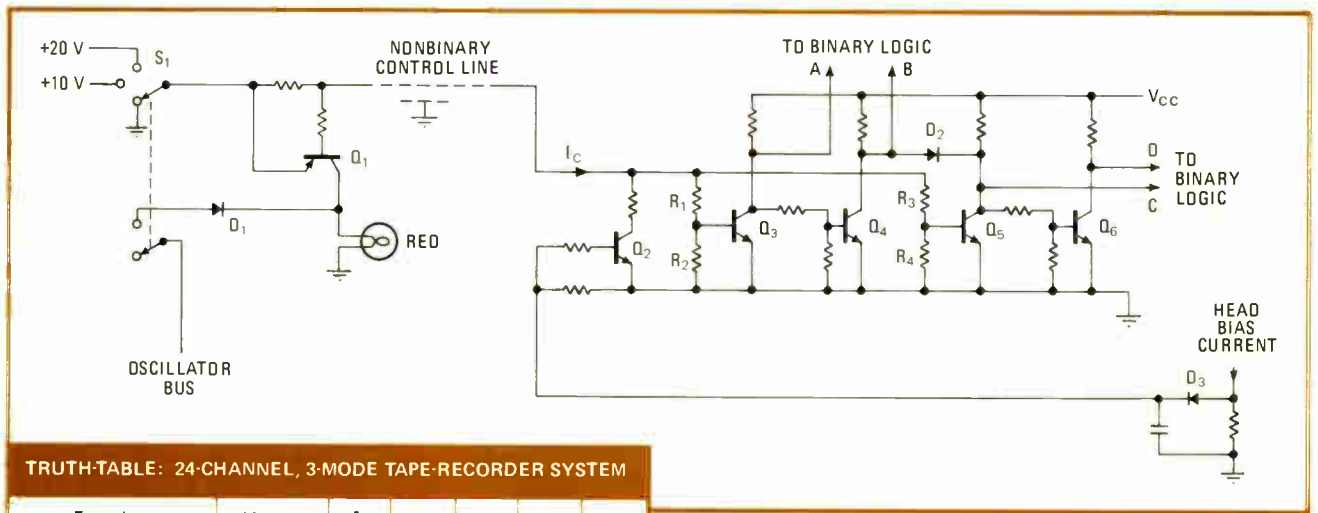 +20 V
S1
+10 V
NONBINARY
CONTROL LINE
TO BINARY LOGIC
A
B
VCC
D2
D
TO
BINARY
LOGIC
C
Q1
IC
R1
R3
Q3
Q4
Q5
Q6
D1
RED
Q2
R2
R4
OSCILLATOR
BUS
HEAD
BIAS
CURRENT
D3
TRUTH-TABLE: 24-CHANNEL, 3-MODE TAPE-RECORDER SYSTEM